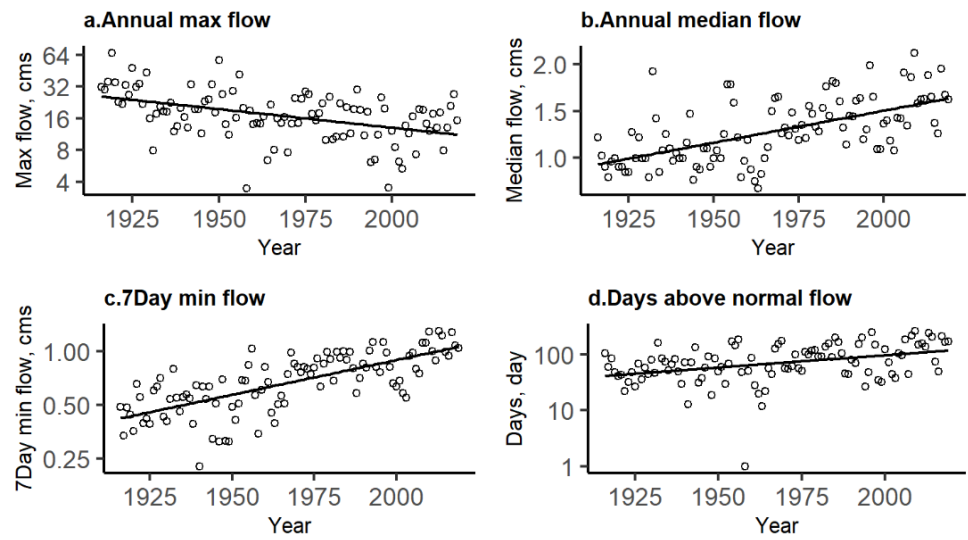 a.Annual max flow
Max flow, cms
64
32
16
8
4
1925
1950
1975
2000
Year
b.Annual median flow
Median flow, cms
2.0
1.5
1.0
1925
1950
1975
2000
Year
c.7Day min flow
7Day min flow, cms
1.00
0.50
0.25
1925
1950
1975
2000
Year
d.Days above normal flow
Days, day
100
10
1
1925
1950
1975
2000
Year